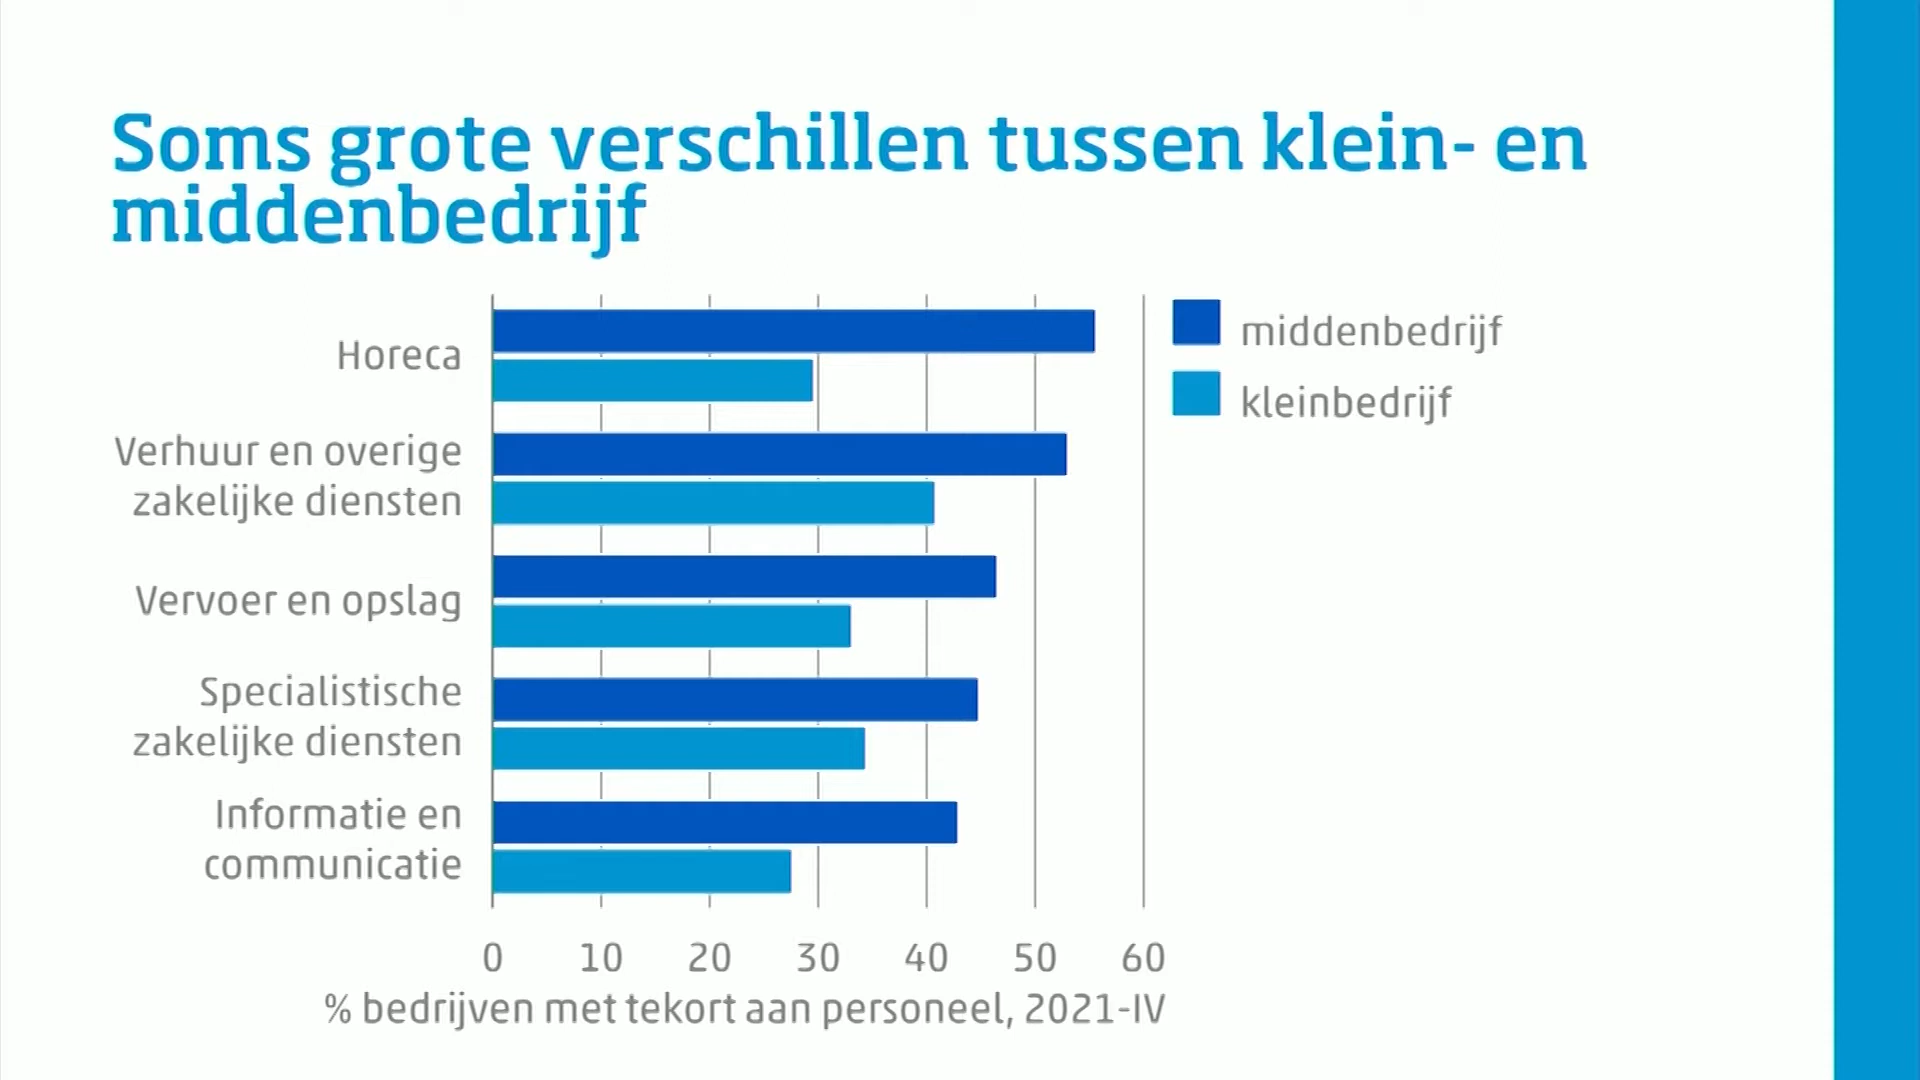 Soms grote verschillen tussen klein- en
middenbedrijf
middenbedrijf
kleinbedrijf
Horeca
Verhuur en overige
zakelijke diensten
Vervoer en opslag
Specialistische
zakelijke diensten
Informatie en
communicatie
0 10 20 30 40 50 60
% bedrijven met tekort aan personeel, 2021-IV